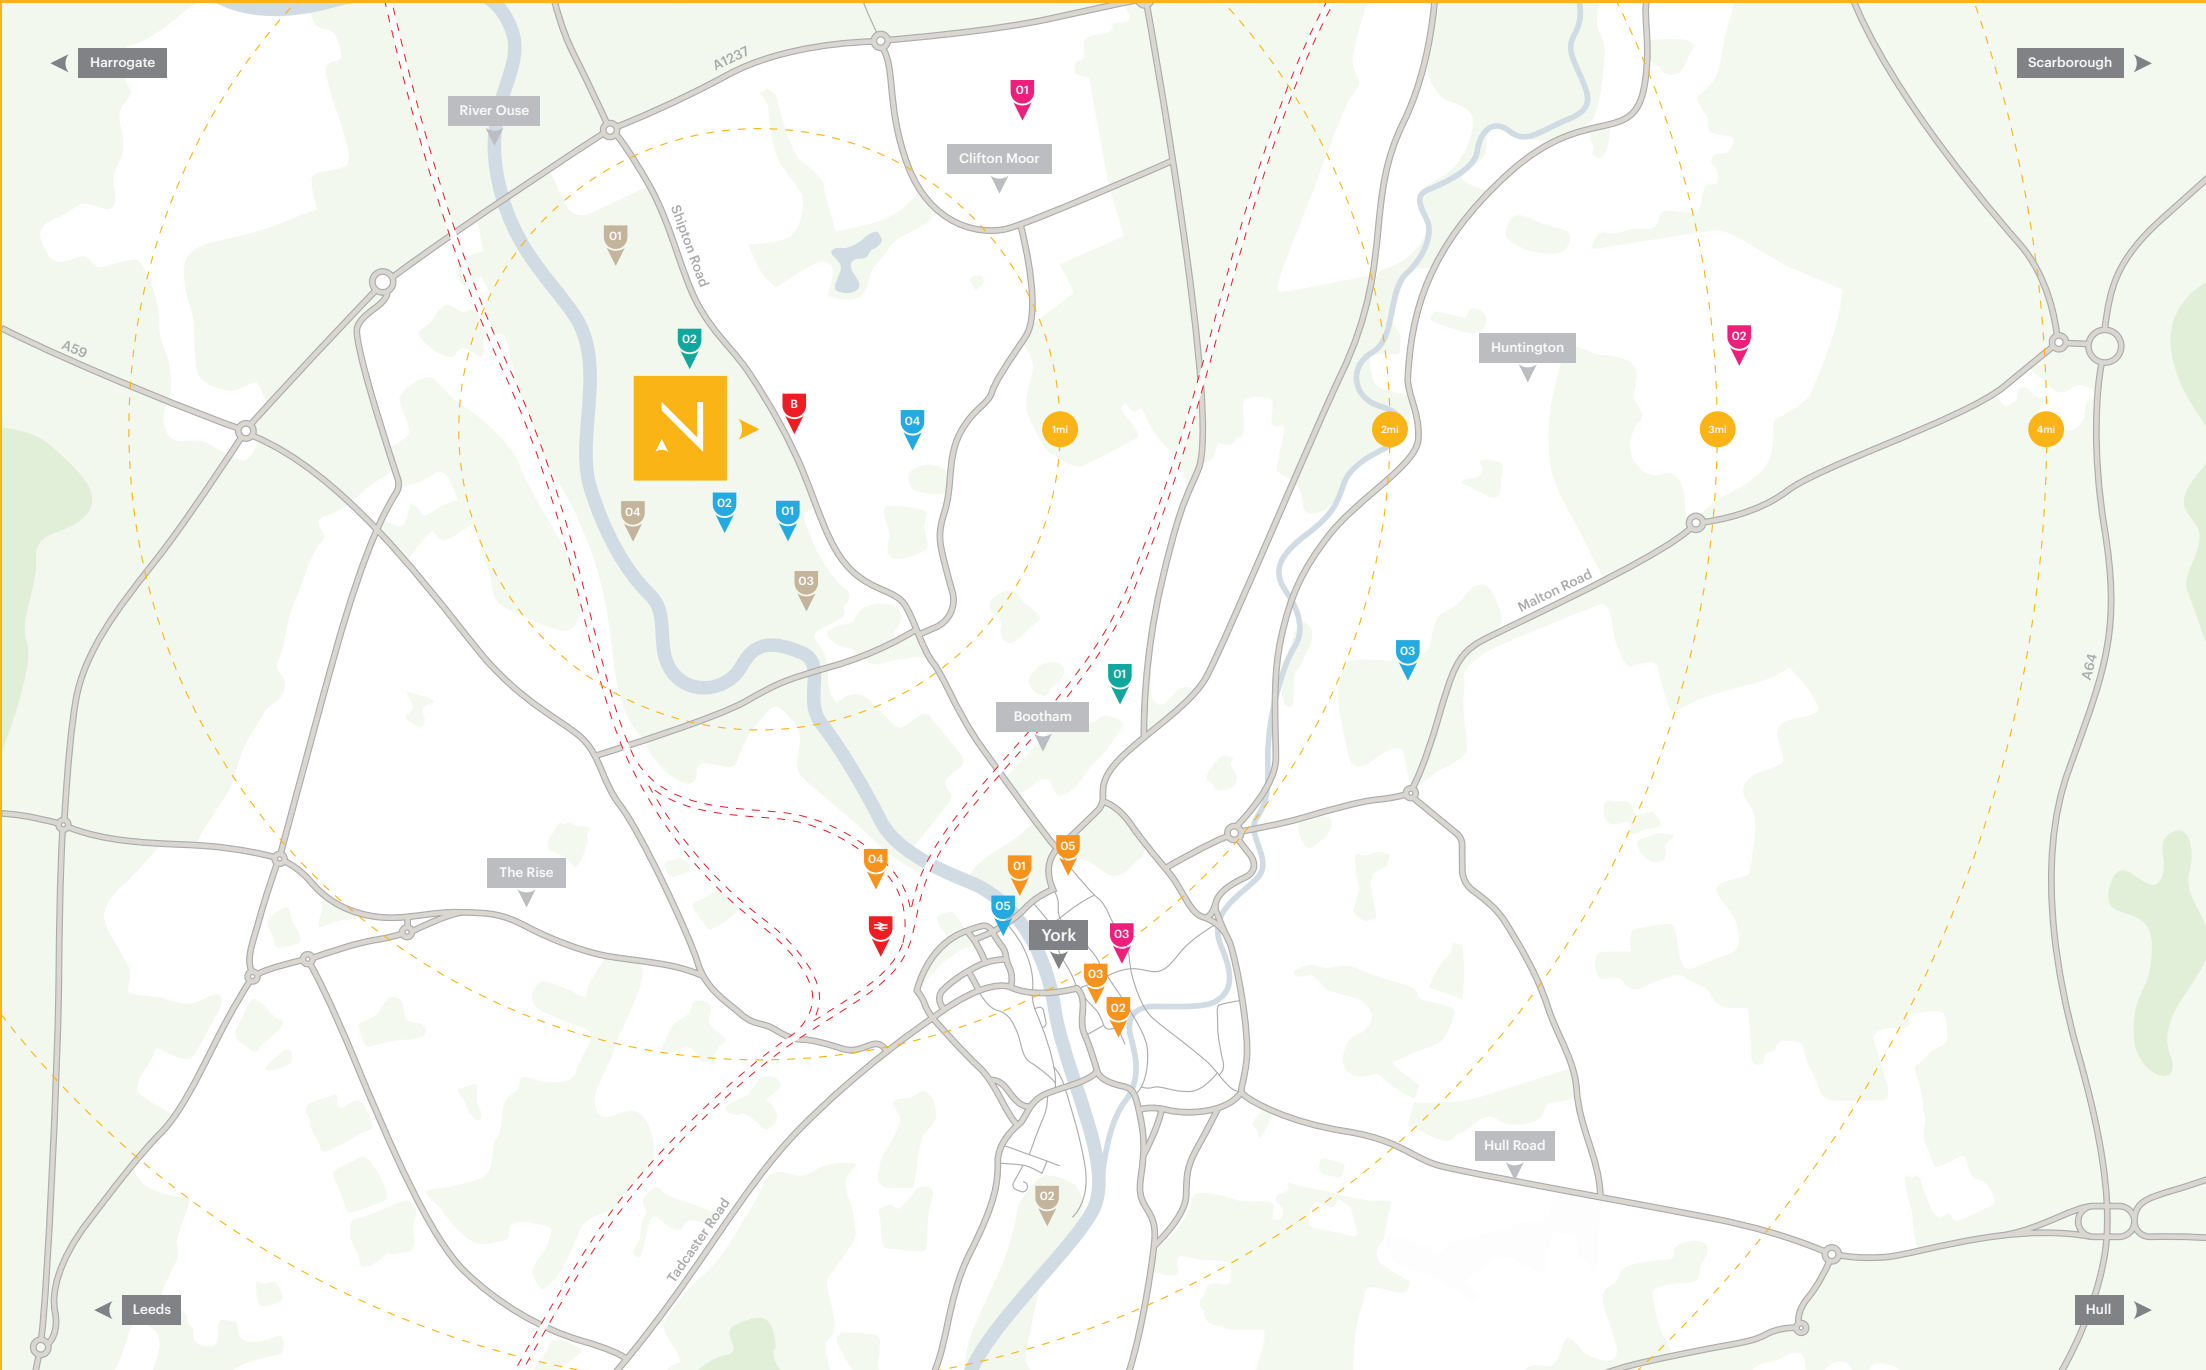 Harrogate
Scarborough
A1237
River Ouse
01
Clifton Moor
Shipton Road
01
A59
02
Huntington
02
B
04
N
1mi
2mi
3mi
4mi
04
02
01
03
Malton Road
03
A64
01
Bootham
05
04
01
The Rise
05
York
03
03
02
Hull Road
02
Tadcaster Road
Leeds
Hull